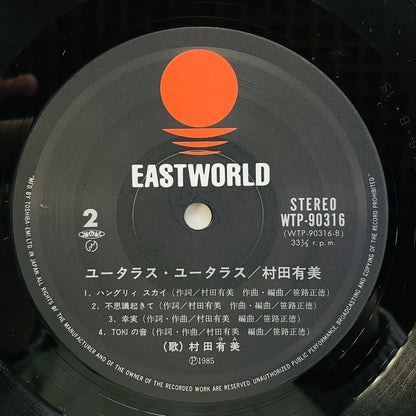 EASTWORLD
2
STEREO
WTP-90316
(WTP-90316-B)
33⅓ r.p.m.
ユータラス・ユータラス/村田有美
1. ハングリィ スカイ (作詞/村田有美 作曲・編曲/笹路正徳)
2. 不思議起きて (作詞/村田有美 作曲・編曲/笹路正徳)
3. 幸実 (作詞・作曲/村田有美 編曲/笹路正徳)
4. TOKIの音 (作詞/村田有美 作曲・編曲/笹路正徳)
(歌) 村田有美
Ⓟ1985
"MF'D BY TOSHIBA-EMI LTD. IN JAPAN. ALL RIGHTS OF THE MANUFACTURER AND OF THE OWNER OF THE RECORDED WORK ARE RESERVED. UNAUTHORIZED PUBLIC PERFORMANCE, BROADCASTING AND COPYING OF THE RECORD PROHIBITED"